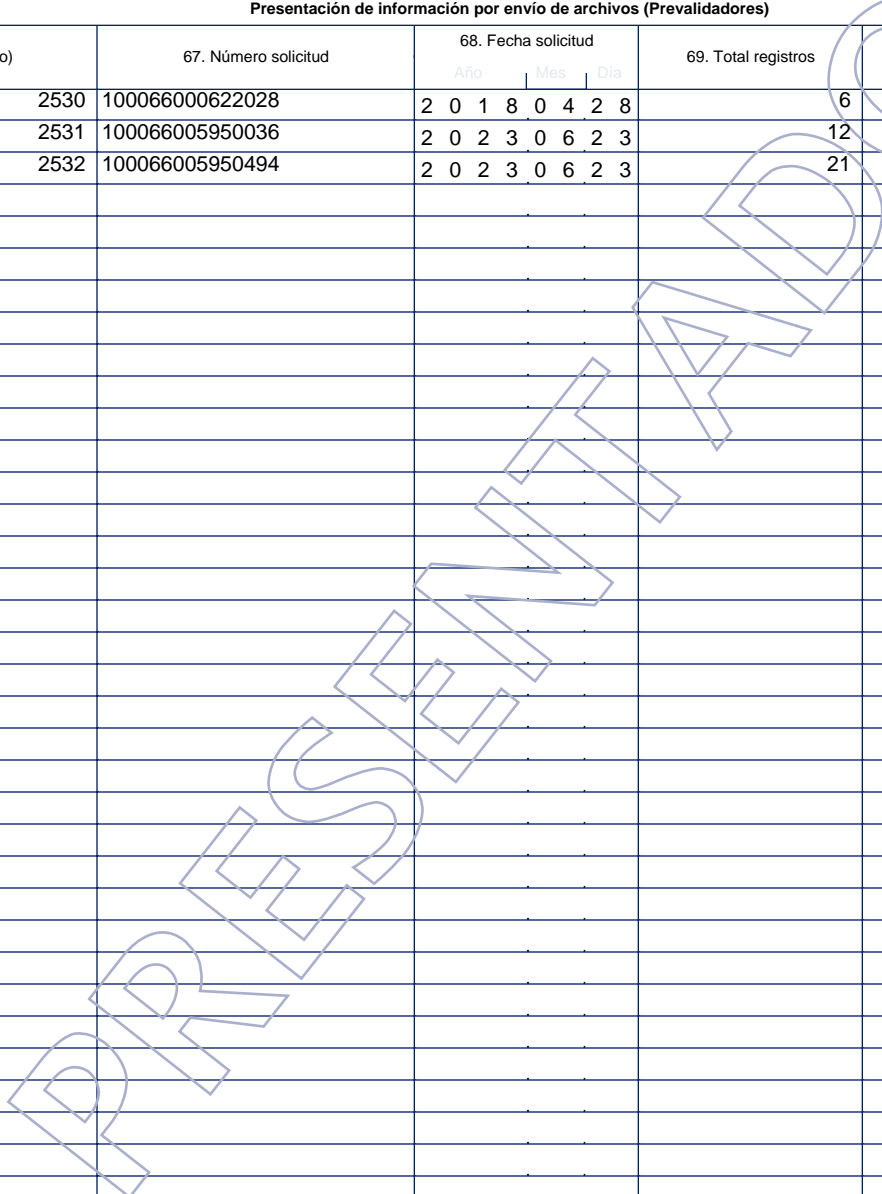 Presentación de información por envío de archivos (Prevalidadores)
o) 67. Número solicitud 68. Fecha solicitud 69. Total registros
Año Mes Día
2530 100066000622028 2 0 1 8 0 4 2 8 6
2531 100066005950036 2 0 2 3 0 6 2 3 12
2532 100066005950494 2 0 2 3 0 6 2 3 21
PRESENTADO